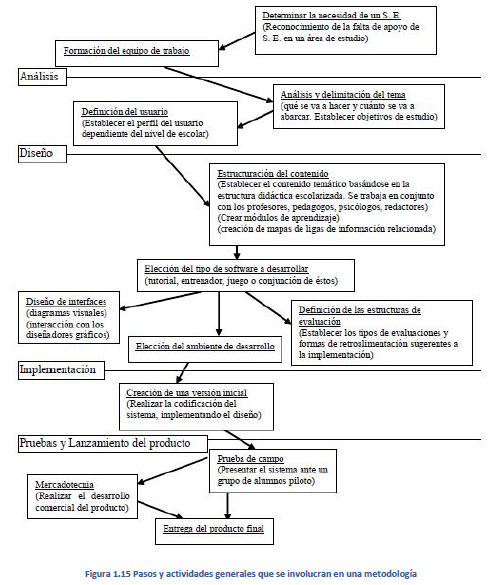 Determinar la necesidad de un S. E.
(Reconocimiento de la falta de apoyo de
S. E. en un área de estudio)
Formación del equipo de trabajo
Análisis
Análisis y delimitación del tema
(qué se va a hacer y cuánto se va a
abarcar. Establecer objetivos de estudio)
Definición del usuario
(Establecer el perfil del usuario
dependiente del nivel de escolar)
Diseño
Estructuración del contenido
(Establecer el contenido temático basándose en la
estructura didáctica escolarizada. Se trabaja en conjunto
con los profesores, pedagogos, psicólogos, redactores)
(Crear módulos de aprendizaje)
(creación de mapas de ligas de información relacionada)
Elección del tipo de software a desarrollar
(tutorial, entrenador, juego o conjunción de éstos)
Diseño de interfaces
(diagramas visuales)
(interacción con los
diseñadores gráficos)
Definición de las estructuras de
evaluación
(Establecer los tipos de evaluaciones y
formas de retroalimentación sugerentes a
la implementación)
Elección del ambiente de desarrollo
Implementación
Creación de una versión inicial
(Realizar la codificación del
sistema, implementando el diseño)
Pruebas y Lanzamiento del producto
Prueba de campo
(Presentar el sistema ante un
grupo de alumnos piloto)
Mercadotecnia
(Realizar el desarrollo
comercial del producto)
Entrega del producto final
Figura 1.15 Pasos y actividades generales que se involucran en una metodología